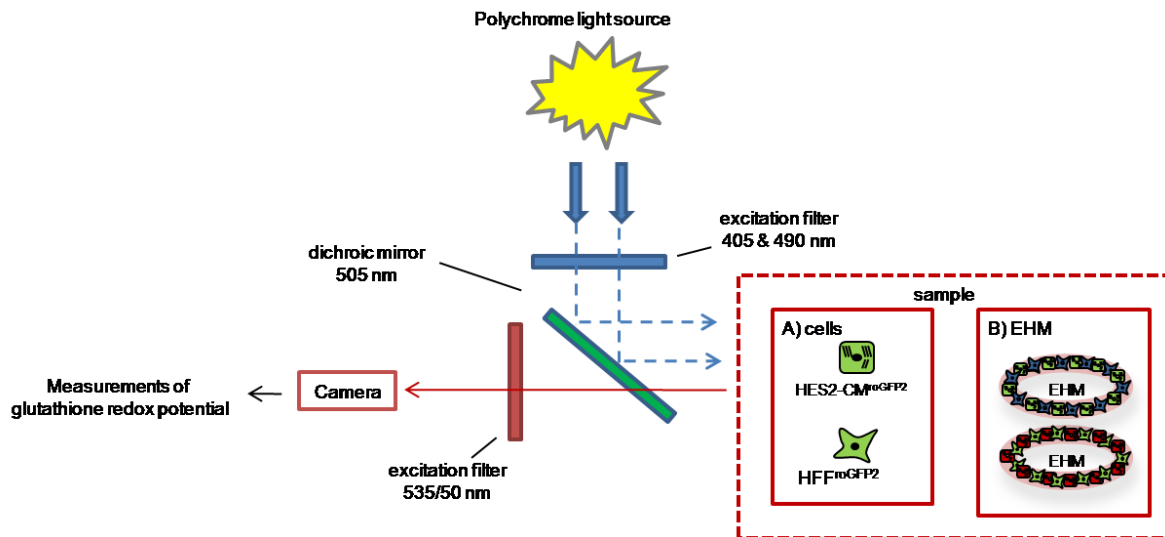 Polychrome light source
excitation filter
405 & 490 nm
dichroic mirror
505 nm
sample
A) cells
B) EHM
HES2-CMroGFP2
EHM
HFFroGFP2
EHM
Camera
Measurements of
glutathione redox potential
excitation filter
535/50 nm